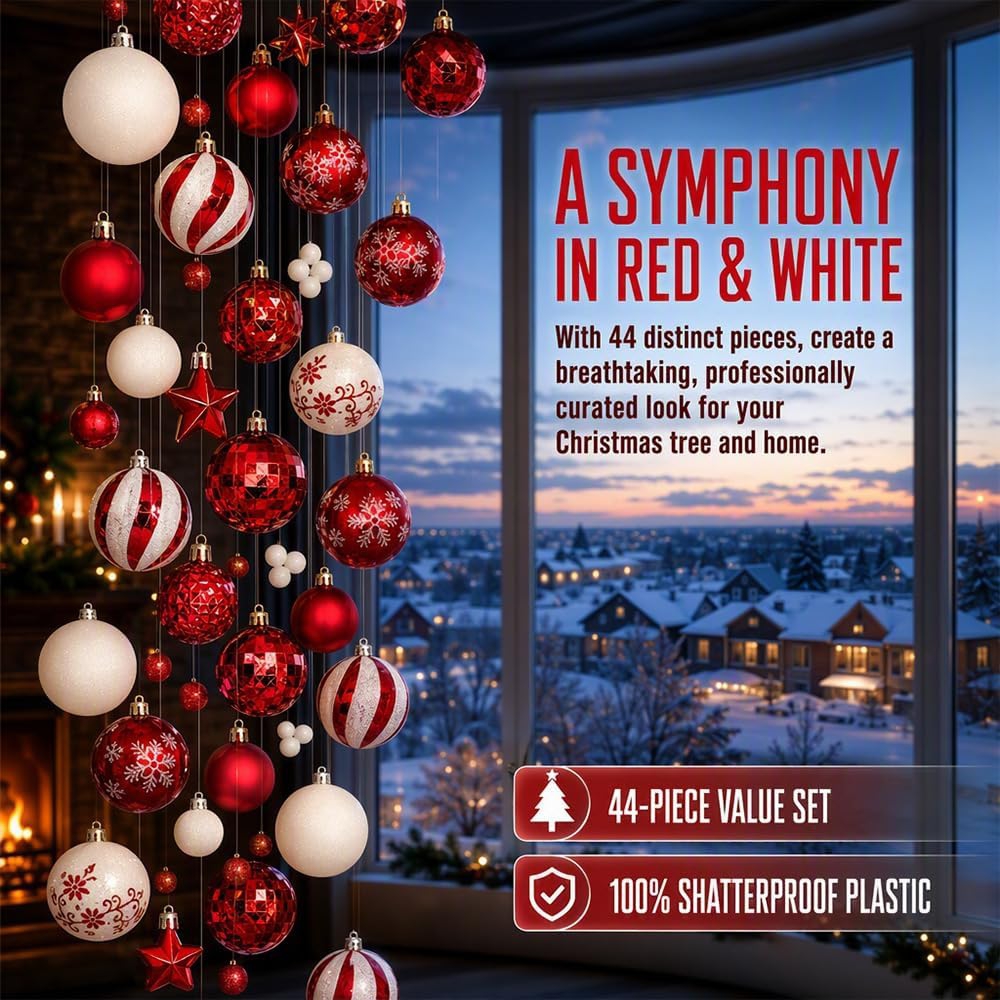 A SYMPHONY
IN RED & WHITE
With 44 distinct pieces, create a
breathtaking, professionally
curated look for your
Christmas tree and home.
44-PIECE VALUE SET
100% SHATTERPROOF PLASTIC